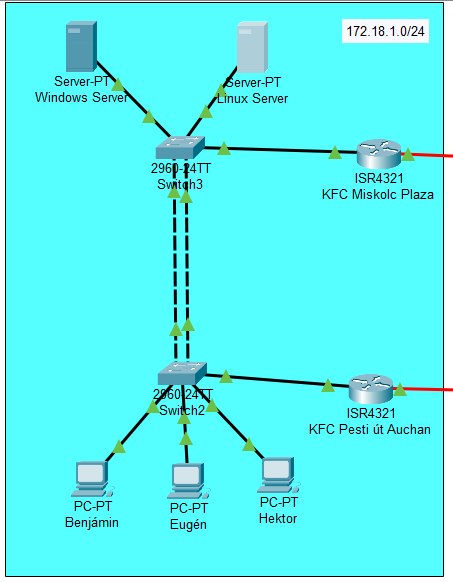 172.18.1.0/24
Server-PT
Windows Server
Server-PT
Linux Server
2960-24TT
Switch3
ISR4321
KFC Miskolc Plaza
2960-24TT
Switch2
ISR4321
KFC Pesti út Auchan
PC-PT
Benjámin
PC-PT
Eugén
PC-PT
Hektor